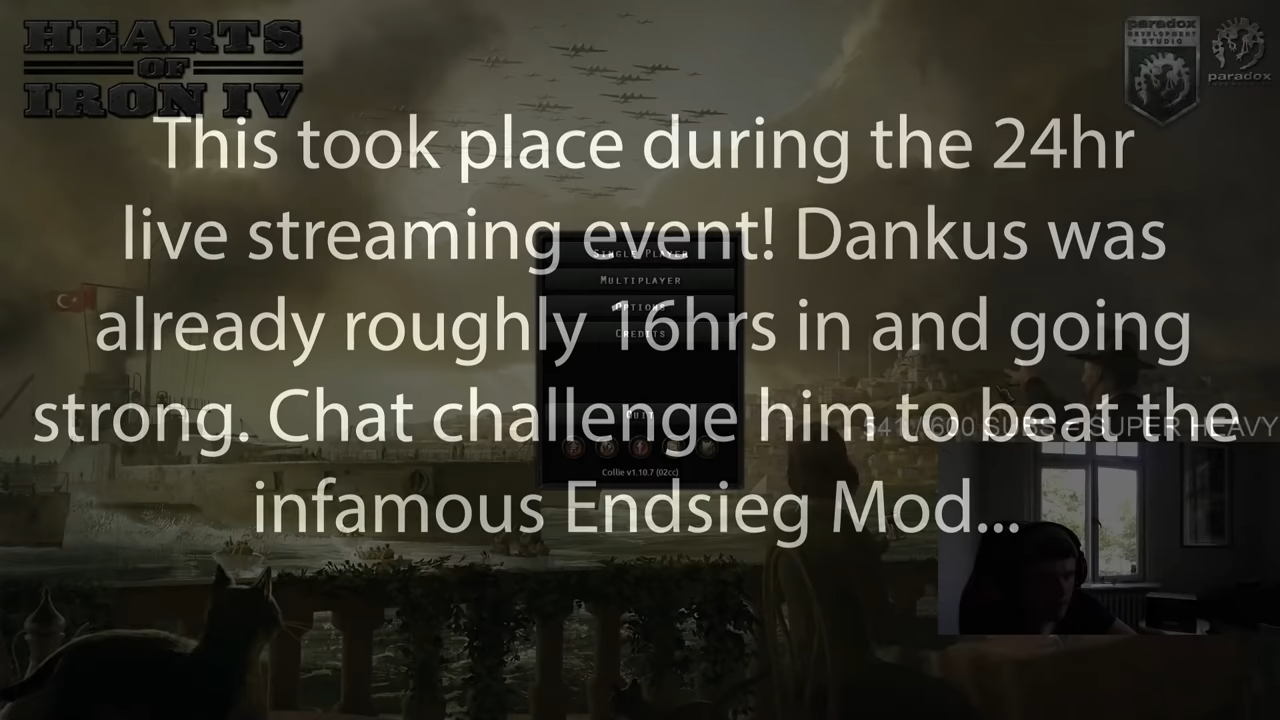 HEARTS
OF
IRON IV
paradox
DEVELOPMENT
STUDIO
paradox
This took place during the 24hr
live streaming event! Dankus was
already roughly 16hrs in and going
strong. Chat challenge him to beat the
infamous Endsieg Mod...
SINGLE PLAYER
MULTIPLAYER
OPTIONS
CREDITS
QUIT
Collie v1.10.7 (02cc)
541 / 600 SUBS - SUPER HEAVY